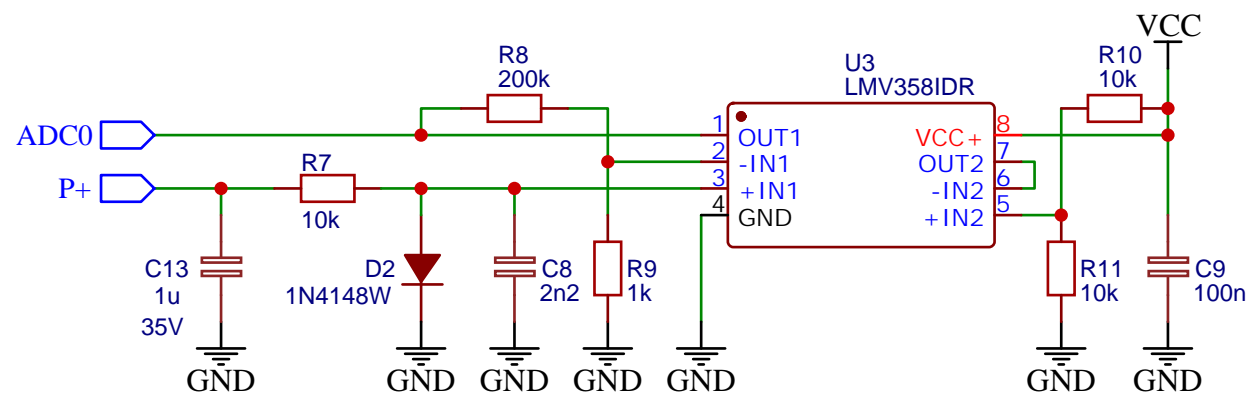 VCC
R8
200k
U3
LMV358IDR
R10
10k
ADC0
1
OUT1
VCC+
8
2
-IN1
OUT2
7
P+
R7
10k
3
+IN1
-IN2
6
4
GND
+IN2
5
C13
1u
35V
D2
1N4148W
C8
2n2
R9
1k
R11
10k
C9
100n
GND
GND
GND
GND
GND
GND
GND